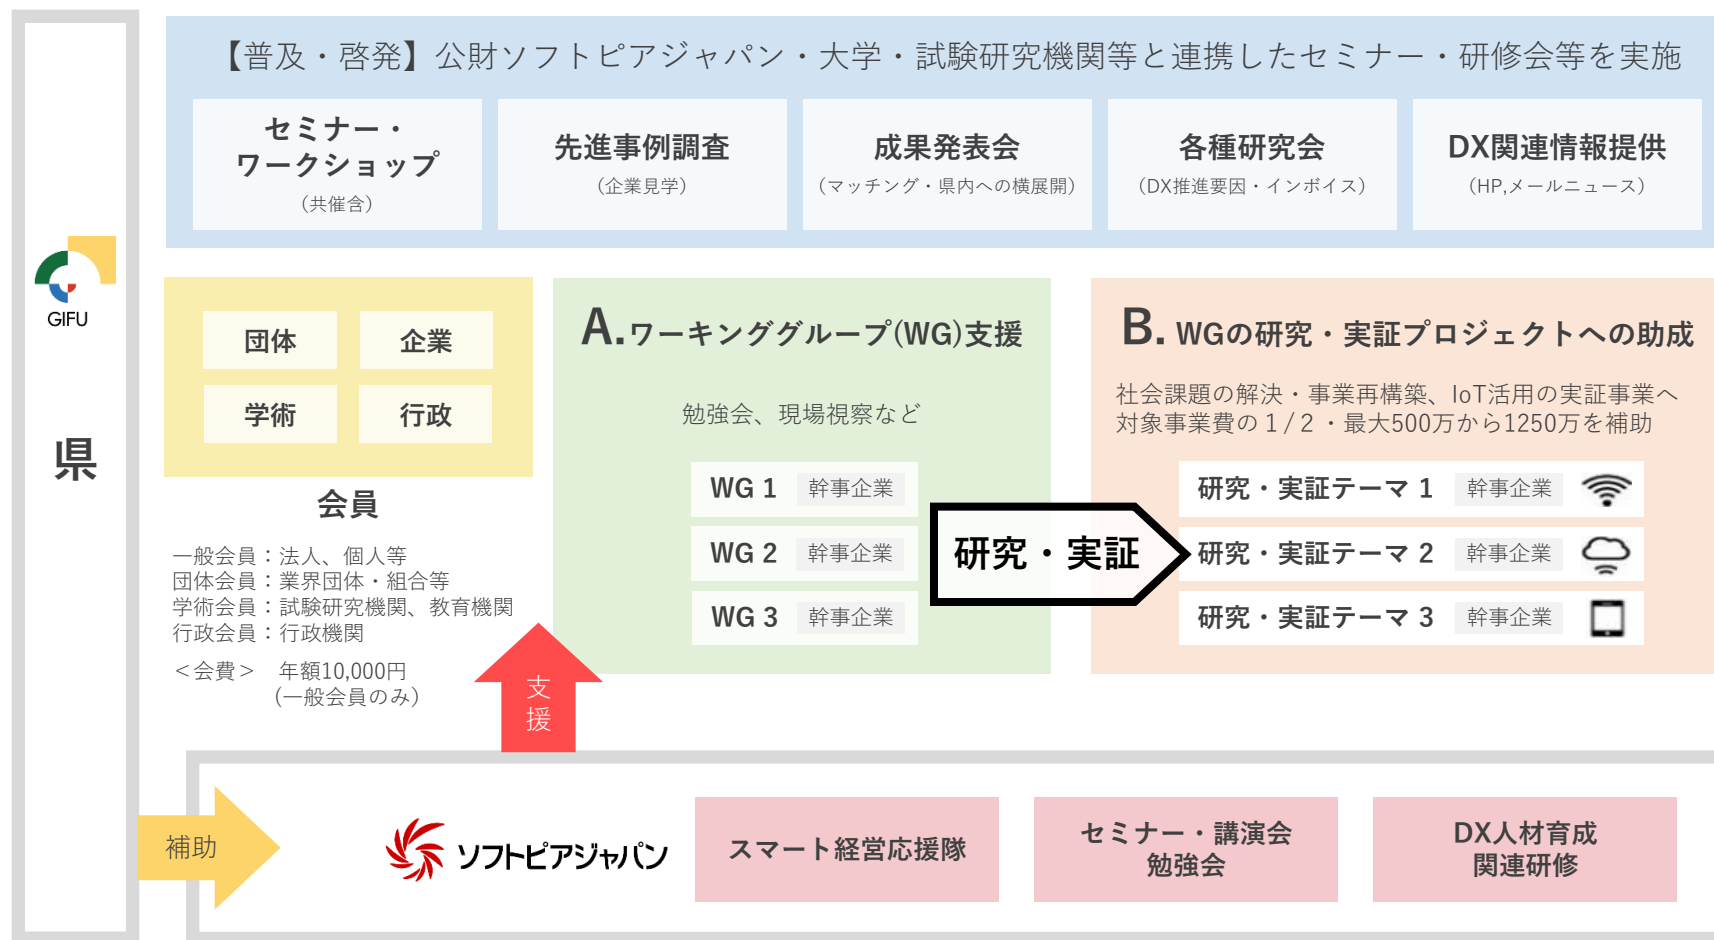 【普及・啓発】公財ソフトピアジャパン・大学・試験研究機関等と連携したセミナー・研修会等を実施
セミナー・
ワークショップ
（共催含）
先進事例調査
（企業見学）
成果発表会
（マッチング・県内への横展開）
各種研究会
（DX推進要因・インボイス）
DX関連情報提供
（HP,メールニュース）
GIFU
県
団体
企業
学術
行政
会員
一般会員：法人、個人等
団体会員：業界団体・組合等
学術会員：試験研究機関、教育機関
行政会員：行政機関
＜会費＞　年額10,000円
（一般会員のみ）
A.ワーキンググループ(WG)支援
勉強会、現場視察など
WG 1 幹事企業
WG 2 幹事企業
WG 3 幹事企業
研究・実証
B. WGの研究・実証プロジェクトへの助成
社会課題の解決・事業再構築、IoT活用の実証事業へ
対象事業費の１/２・最大500万から1250万を補助
研究・実証テーマ 1 幹事企業
研究・実証テーマ 2 幹事企業
研究・実証テーマ 3 幹事企業
支
援
補助
ソフトピアジャパン
スマート経営応援隊
セミナー・講演会
勉強会
DX人材育成
関連研修